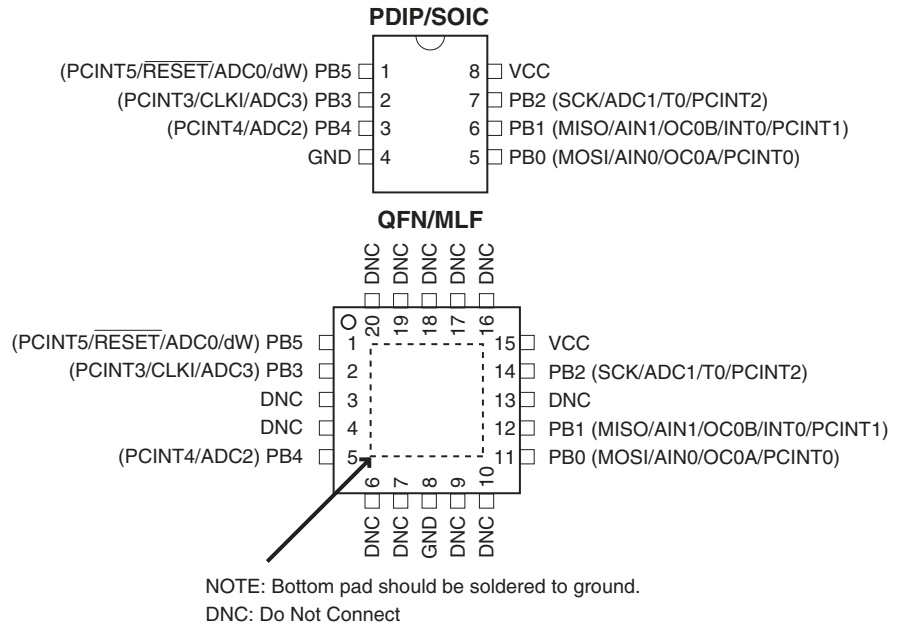 PDIP/SOIC
(PCINT5/RESET/ADC0/dW) PB5 1 8 VCC
(PCINT3/CLKI/ADC3) PB3 2 7 PB2 (SCK/ADC1/T0/PCINT2)
(PCINT4/ADC2) PB4 3 6 PB1 (MISO/AIN1/OC0B/INT0/PCINT1)
GND 4 5 PB0 (MOSI/AIN0/OC0A/PCINT0)
QFN/MLF
DNC DNC DNC DNC DNC
20 19 18 17 16
(PCINT5/RESET/ADC0/dW) PB5 1 15 VCC
(PCINT3/CLKI/ADC3) PB3 2 14 PB2 (SCK/ADC1/T0/PCINT2)
DNC 3 13 DNC
DNC 4 12 PB1 (MISO/AIN1/OC0B/INT0/PCINT1)
(PCINT4/ADC2) PB4 5 11 PB0 (MOSI/AIN0/OC0A/PCINT0)
6 7 8 9 10
DNC DNC GND DNC DNC
NOTE: Bottom pad should be soldered to ground.
DNC: Do Not Connect